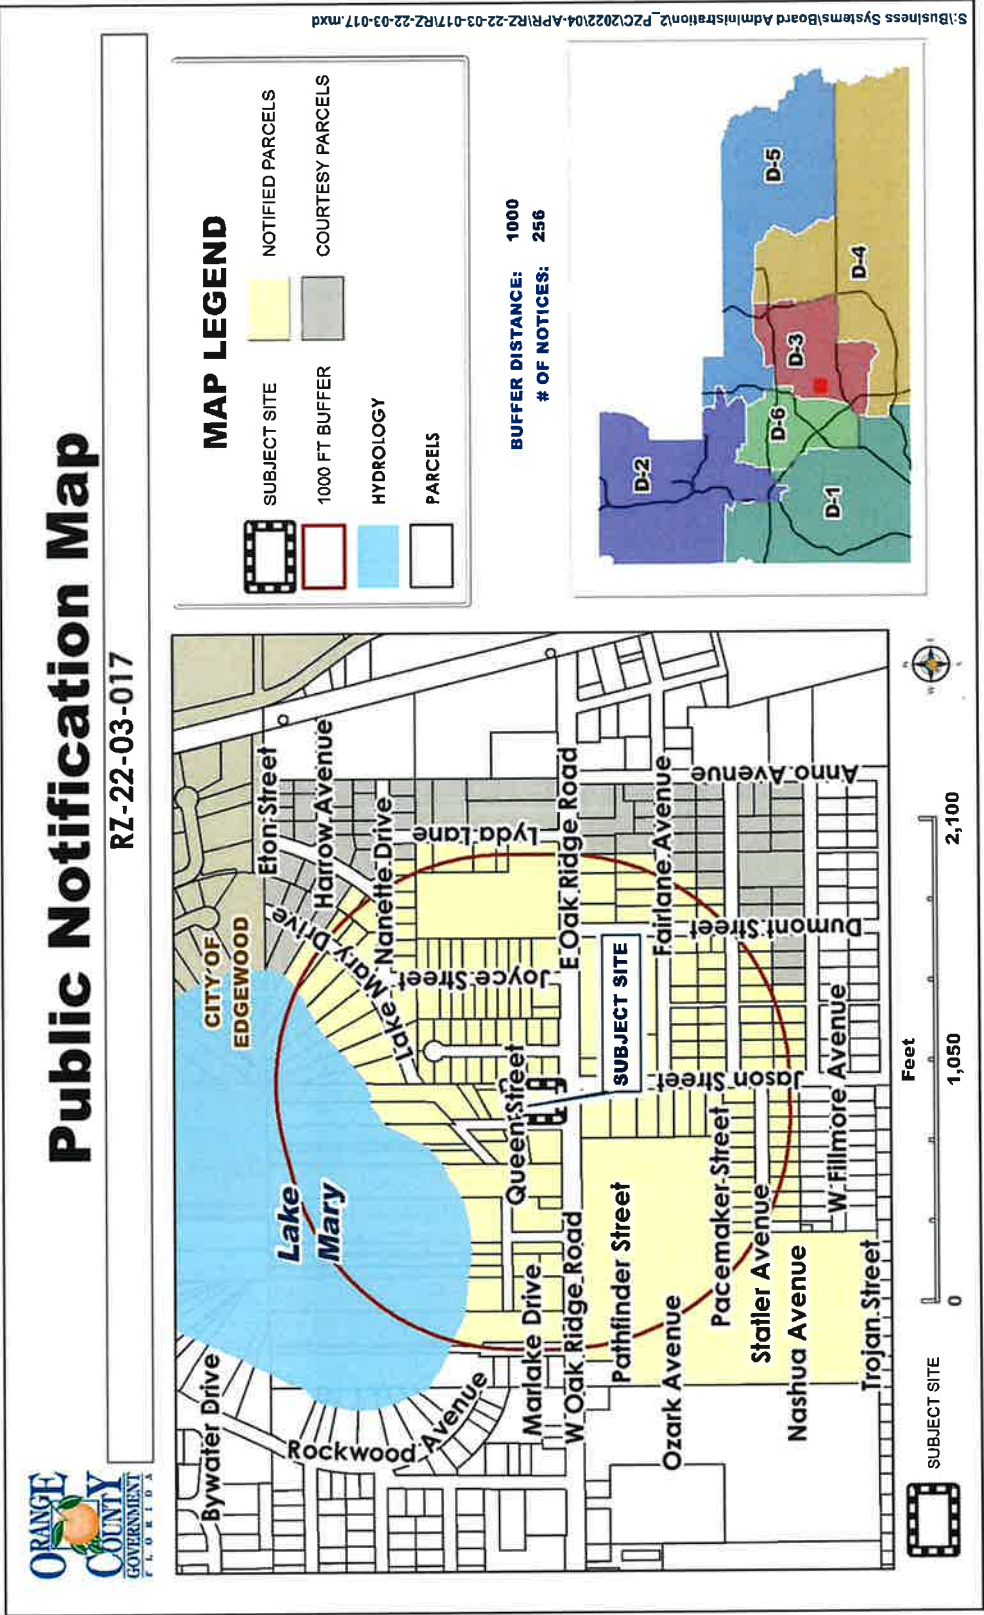 Public Notification Map
ORANGE
COUNTY
GOVERNMENT
FLORIDA
RZ-22-03-017
CITY OF
EDGEWOOD
Lake
Mary
Bywater Drive
Rockwood Avenue
Eton Street
Harrow Avenue
Nanette Drive
Lake Mary Drive
Lyda Lane
Joyce Street
Queen Street
Marlake Drive
W Oak Ridge Road
E Oak Ridge Road
SUBJECT SITE
Pathfinder Street
Fairlane Avenue
Ozark Avenue
Pacemaker Street
Jason Street
Dumont Street
Anno Avenue
Statler Avenue
Nashua Avenue
W Fillmore Avenue
Trojan Street
MAP LEGEND
SUBJECT SITE
NOTIFIED PARCELS
1000 FT BUFFER
COURTESY PARCELS
HYDROLOGY
PARCELS
BUFFER DISTANCE: 1000
# OF NOTICES: 256
D-2
D-5
D-3
D-6
D-4
D-1
SUBJECT SITE
Feet
0 1,050 2,100
S:\Business Systems\Board Administration\2_PZC\2022\04-APR\RZ-22-03-017\RZ-22-03-017.mxd